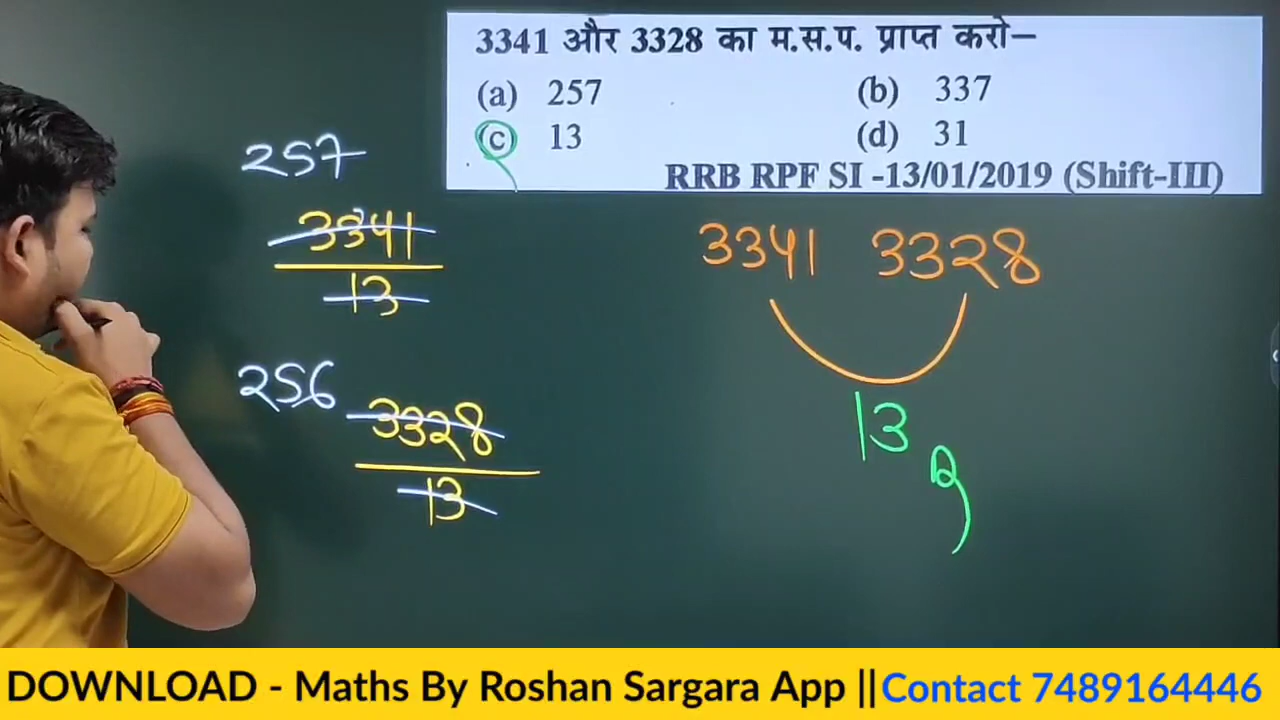 3341 और 3328 का म.स.प. प्राप्त करो—
(a) 257 (b) 337
(c) 13 (d) 31
RRB RPF SI -13/01/2019 (Shift-III)
257
3341
13
256
3328
13
3341 3328
13
DOWNLOAD - Maths By Roshan Sargara App || Contact 7489164446